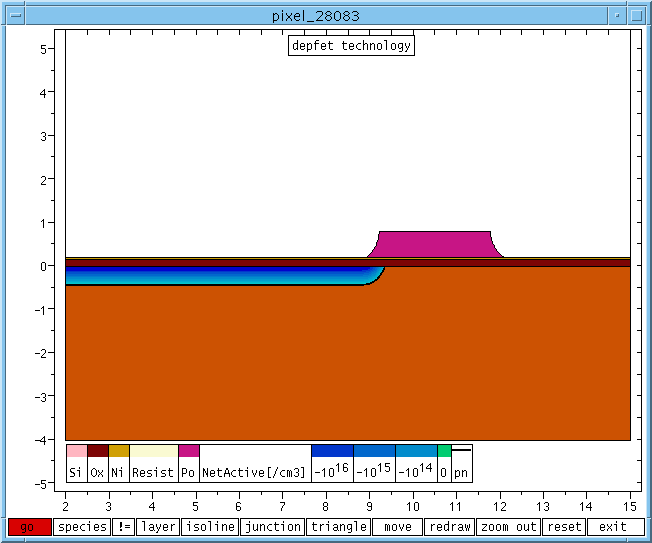 pixel_28083
depfet technology
5
4
3
2
1
0
-1
-2
-3
-4
-5
Si Ox Ni Resist Po NetActive[/cm3] -10^16 -10^15 -10^14 0 pn
2 3 4 5 6 7 8 9 10 11 12 13 14 15
go species != layer isoline junction triangle move redraw zoom out reset exit